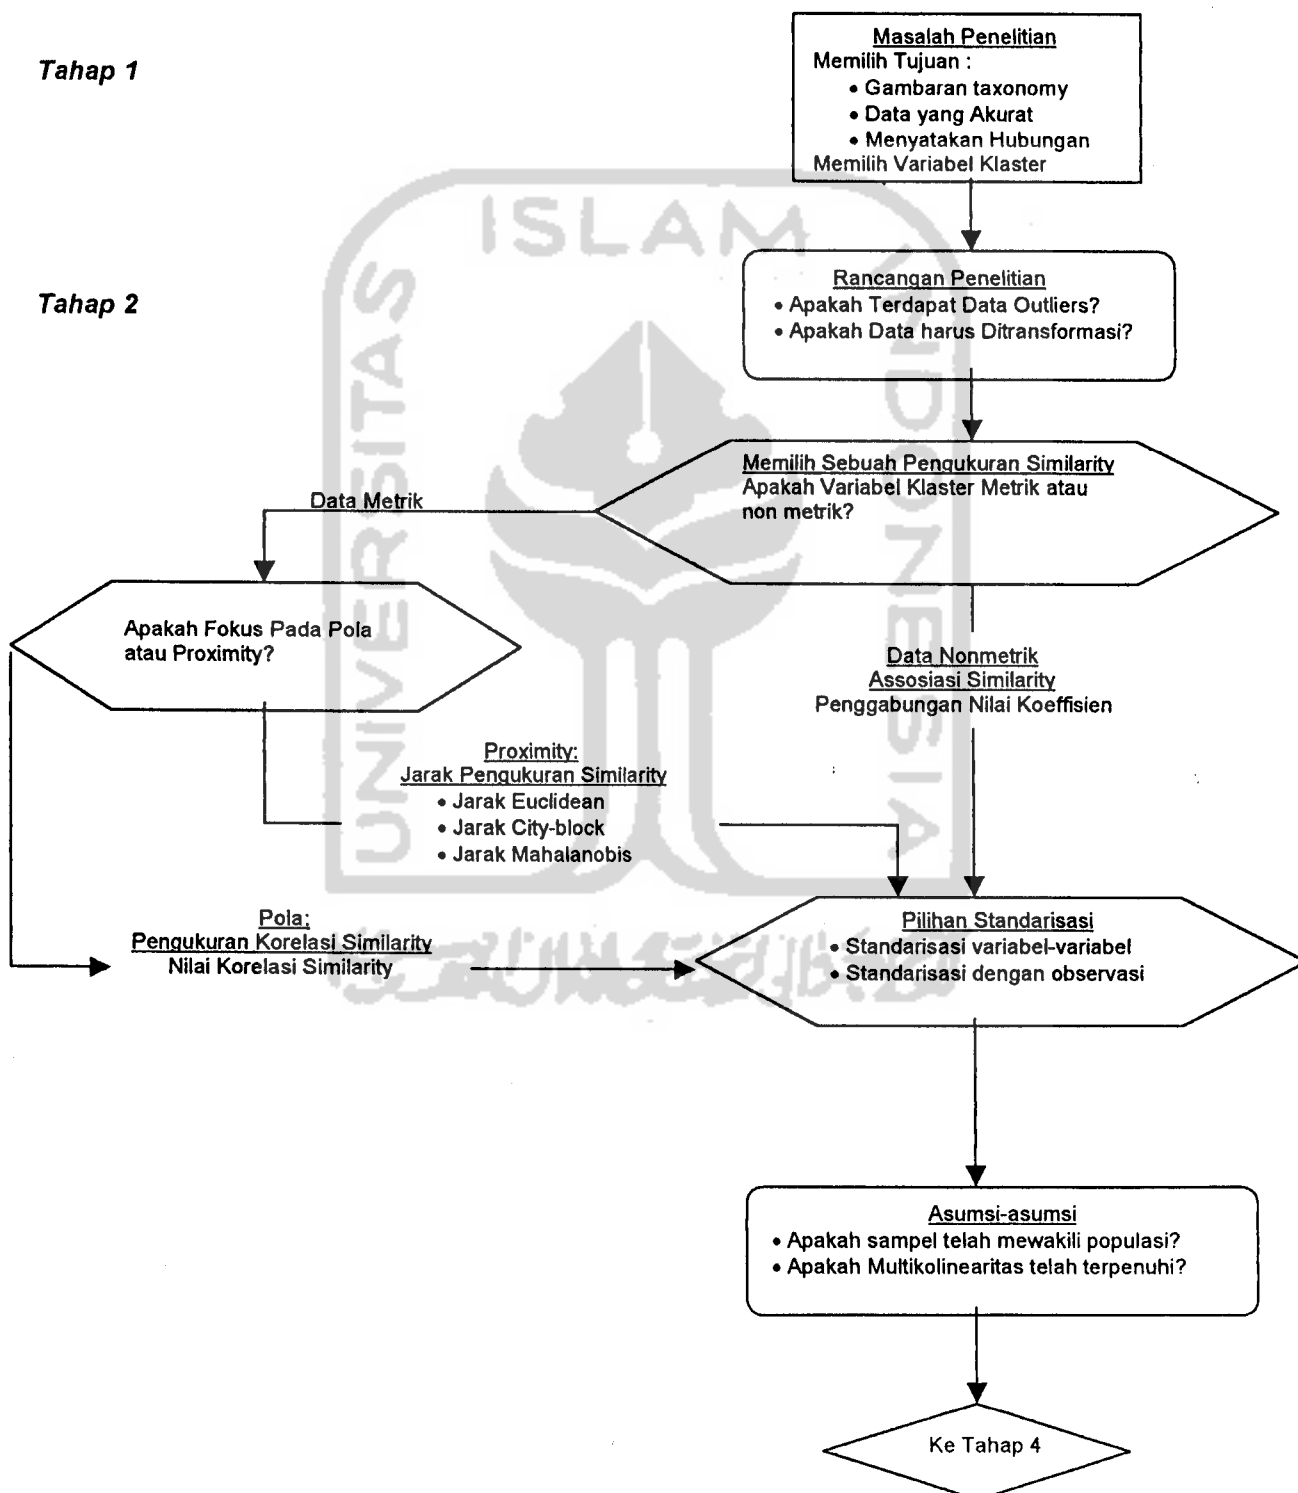 Tahap 1
Masalah Penelitian
Memilih Tujuan :
• Gambaran taxonomy
• Data yang Akurat
• Menyatakan Hubungan
Memilih Variabel Klaster
Tahap 2
Rancangan Penelitian
• Apakah Terdapat Data Outliers?
• Apakah Data harus Ditransformasi?
Memilih Sebuah Pengukuran Similarity
Apakah Variabel Klaster Metrik atau
non metrik?
Data Metrik
Apakah Fokus Pada Pola
atau Proximity?
Data Nonmetrik
Assosiasi Similarity
Penggabungan Nilai Koeffisien
Proximity:
Jarak Pengukuran Similarity
• Jarak Euclidean
• Jarak City-block
• Jarak Mahalanobis
Pola:
Pengukuran Korelasi Similarity
Nilai Korelasi Similarity
Pilihan Standarisasi
• Standarisasi variabel-variabel
• Standarisasi dengan observasi
Asumsi-asumsi
• Apakah sampel telah mewakili populasi?
• Apakah Multikolinearitas telah terpenuhi?
Ke Tahap 4
UNIVERSITAS
ISLAM
INDONESIA